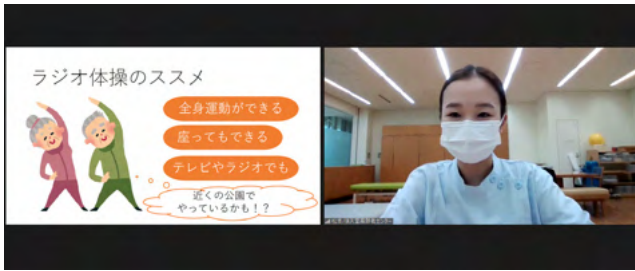 ラジオ体操のススメ
全身運動ができる
座ってもできる
テレビやラジオでも
近くの公園で
やっているかも！？